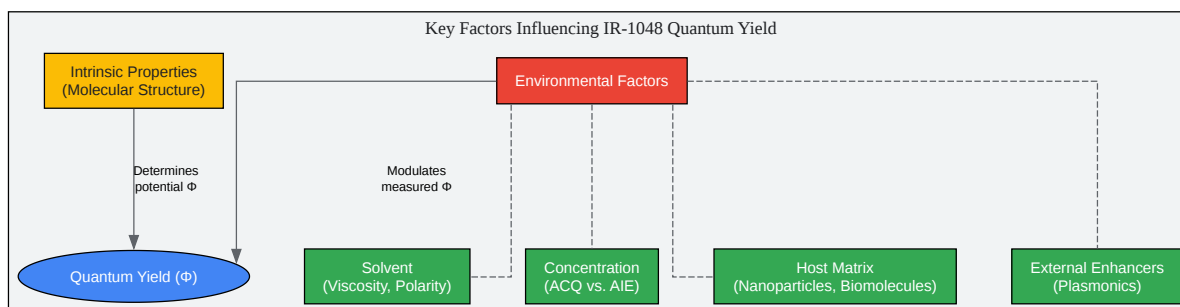 Key Factors Influencing IR-1048 Quantum Yield
Intrinsic Properties
(Molecular Structure)
Environmental Factors
Determines
potential Φ
Modulates
measured Φ
Quantum Yield (Φ)
Solvent
(Viscosity, Polarity)
Concentration
(ACQ vs. AIE)
Host Matrix
(Nanoparticles, Biomolecules)
External Enhancers
(Plasmonics)